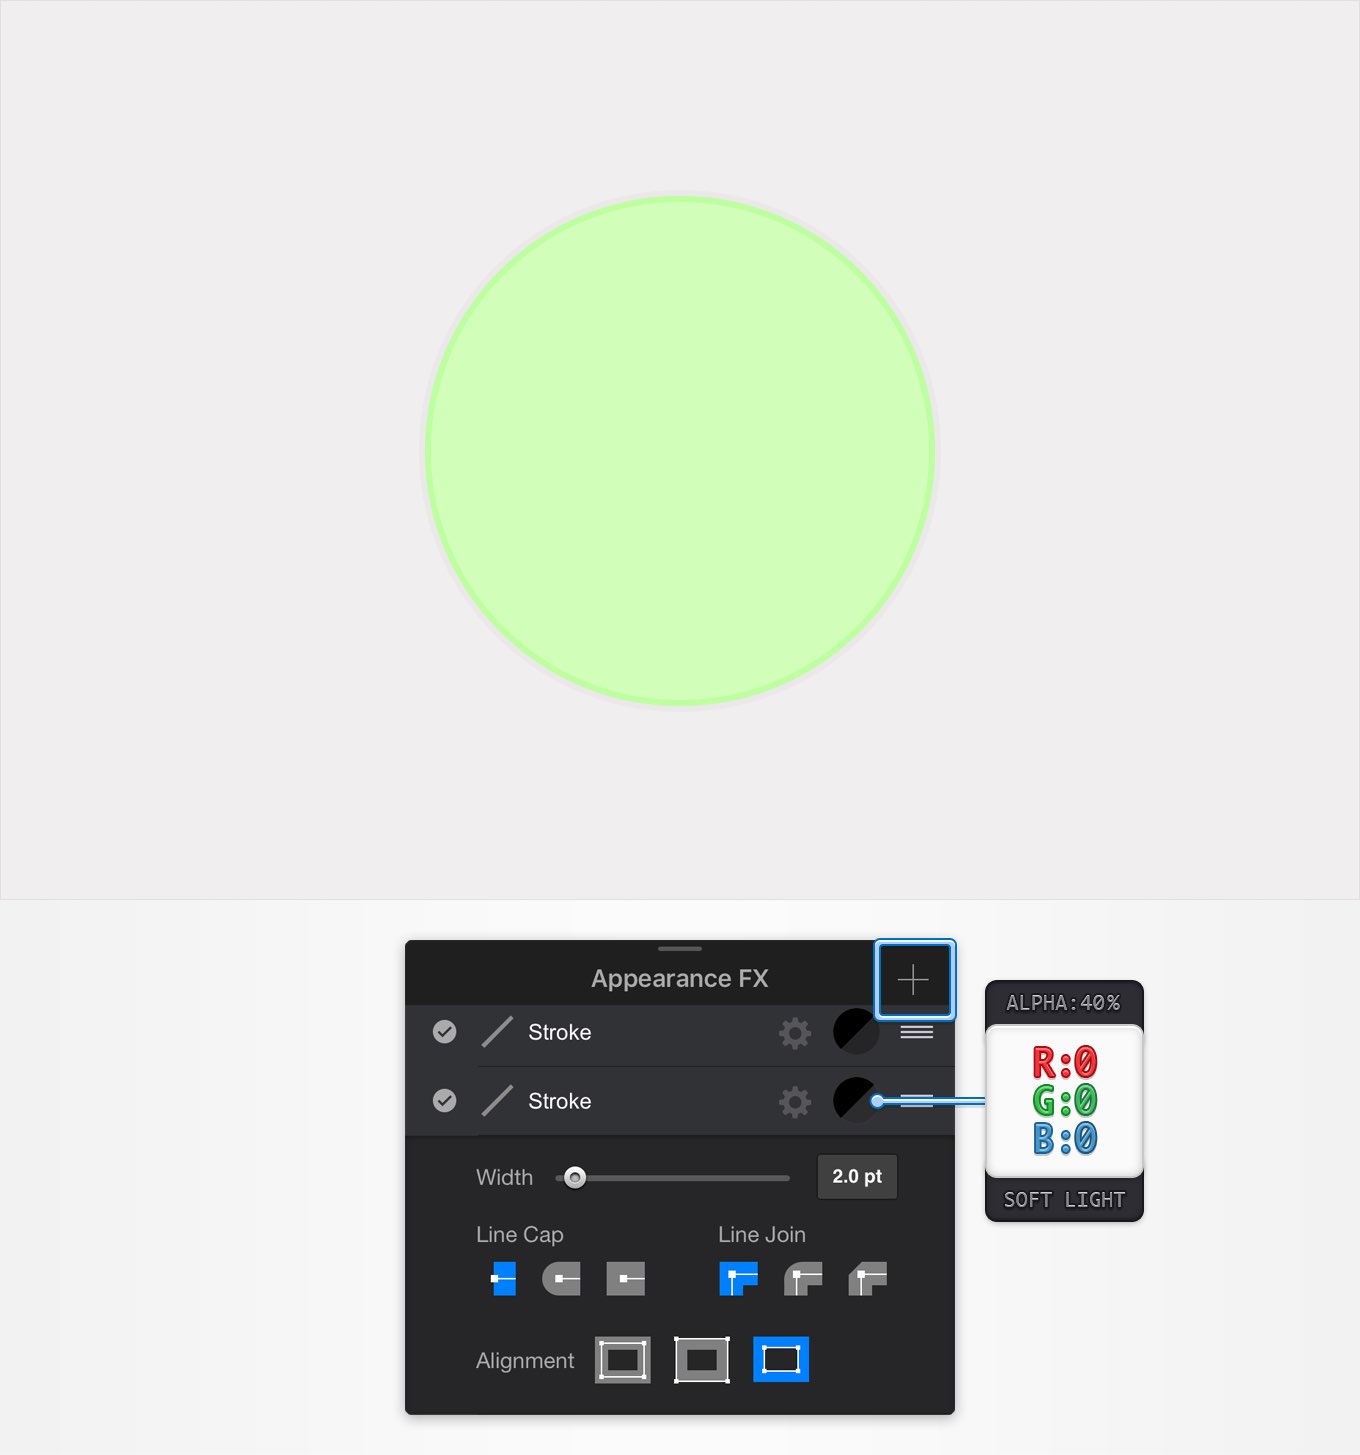 Appearance FX
Stroke
Stroke
Width 2.0 pt
Line Cap Line Join
Alignment
ALPHA:40%
R:0
G:0
B:0
SOFT LIGHT